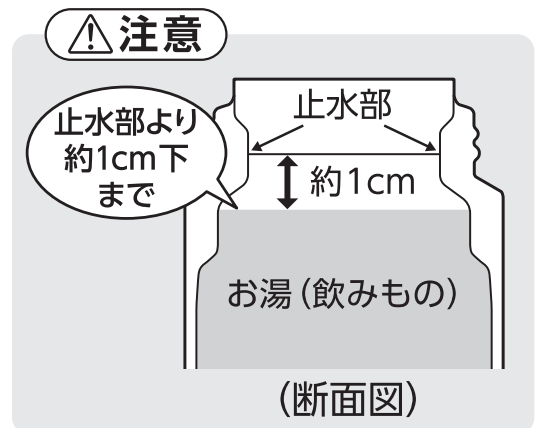 注意
止水部より
約1cm下
まで
止水部
約1cm
お湯(飲みもの)
(断面図)